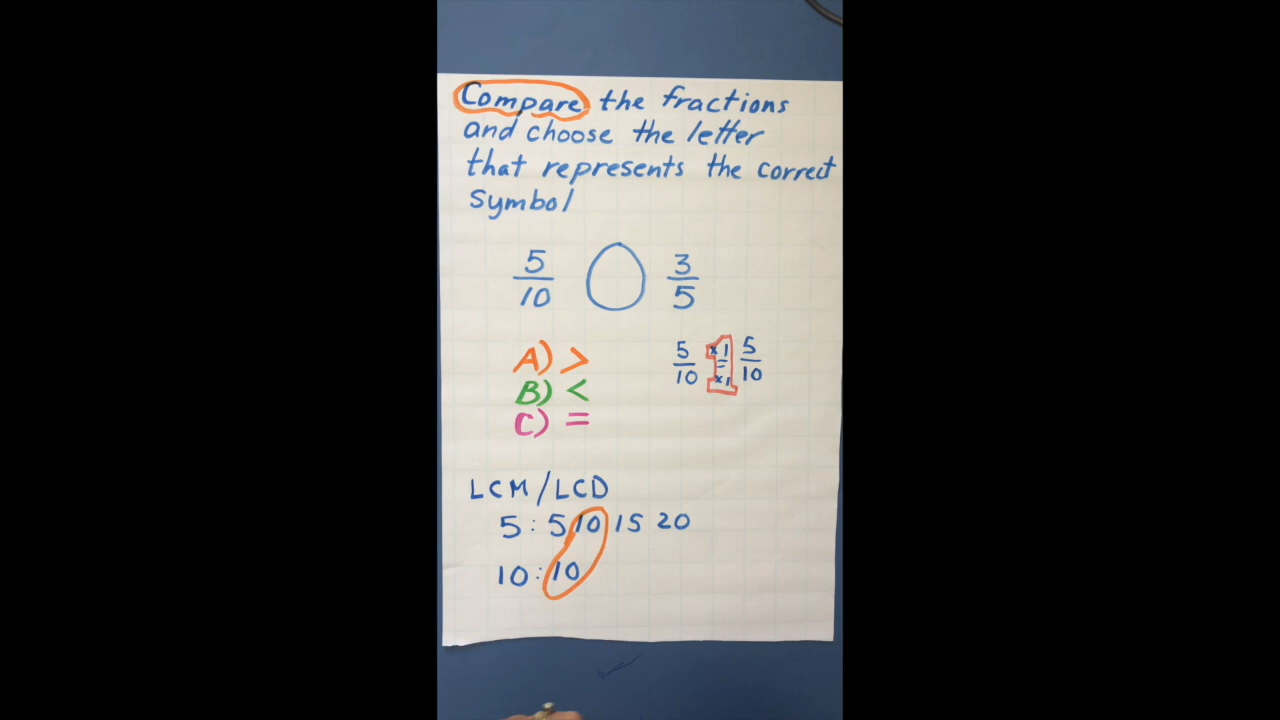 Compare the fractions
and choose the letter
that represents the correct
symbol
5/10 3/5
A) >
B) <
C) =
5/10 ×1/×1 = 5/10
LCM/LCD
5: 5 10 15 20
10: 10